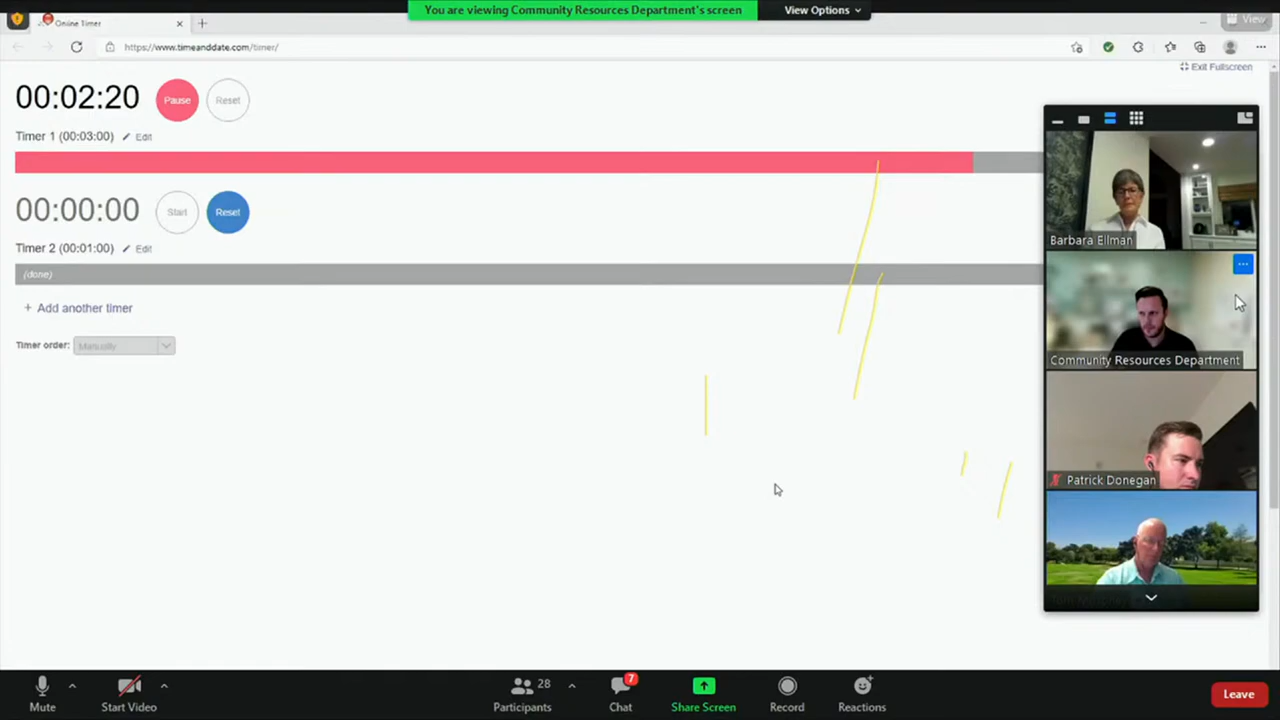 You are viewing Community Resources Department's screen
View Options
Online Timer
View
https://www.timeanddate.com/timer/
Exit Fullscreen
00:02:20
Pause
Reset
Timer 1 (00:03:00)
Edit
00:00:00
Start
Reset
Timer 2 (00:01:00)
Edit
(done)
+ Add another timer
Timer order:
Manually
Barbara Ellman
Community Resources Department
Patrick Donegan
Mute
Start Video
Participants
28
Chat
7
Share Screen
Record
Reactions
Leave